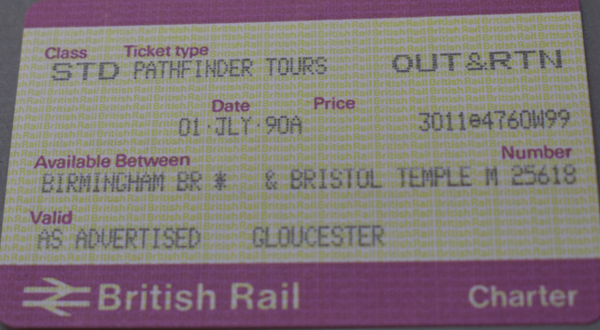 Class Ticket type
STD PATHFINDER TOURS OUT&RTN
Date Price
01·JLY·90A 3011e4760W99
Available Between Number
BIRMINGHAM BR * & BRISTOL TEMPLE M 25618
Valid
AS ADVERTISED GLOUCESTER
British Rail Charter